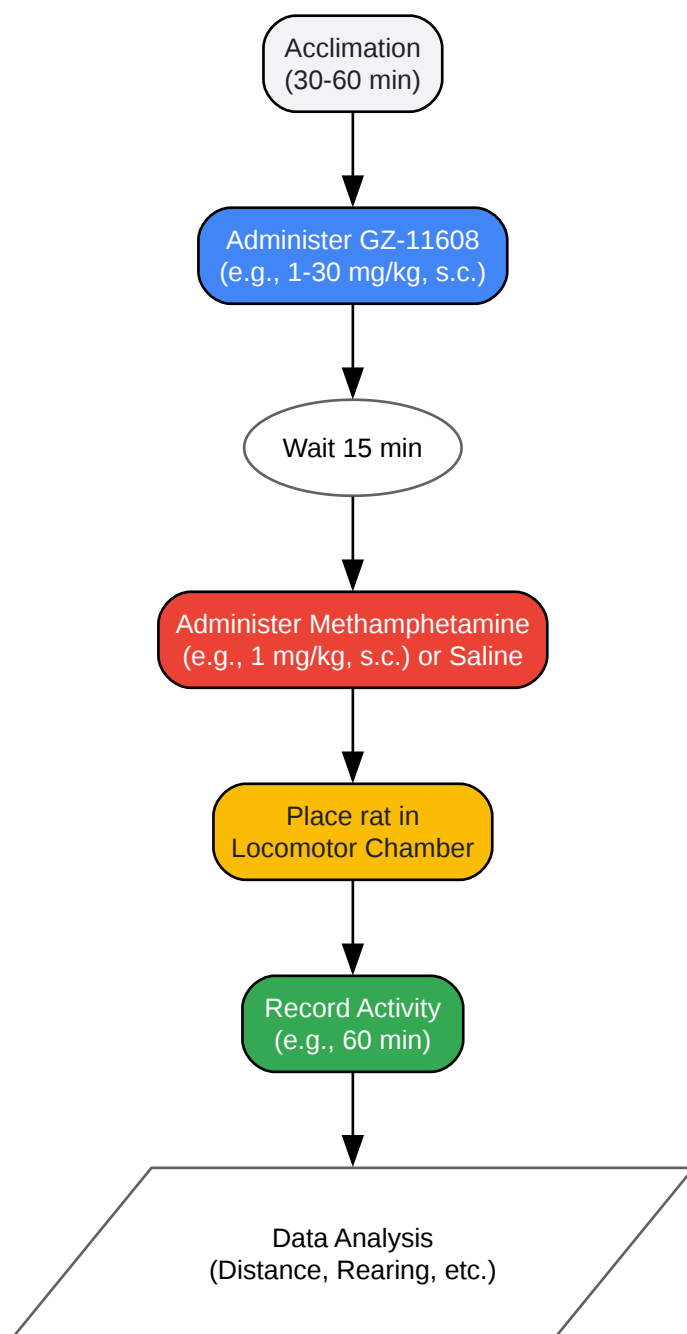 Acclimation
(30-60 min)
Administer GZ-11608
(e.g., 1-30 mg/kg, s.c.)
Wait 15 min
Administer Methamphetamine
(e.g., 1 mg/kg, s.c.) or Saline
Place rat in
Locomotor Chamber
Record Activity
(e.g., 60 min)
Data Analysis
(Distance, Rearing, etc.)